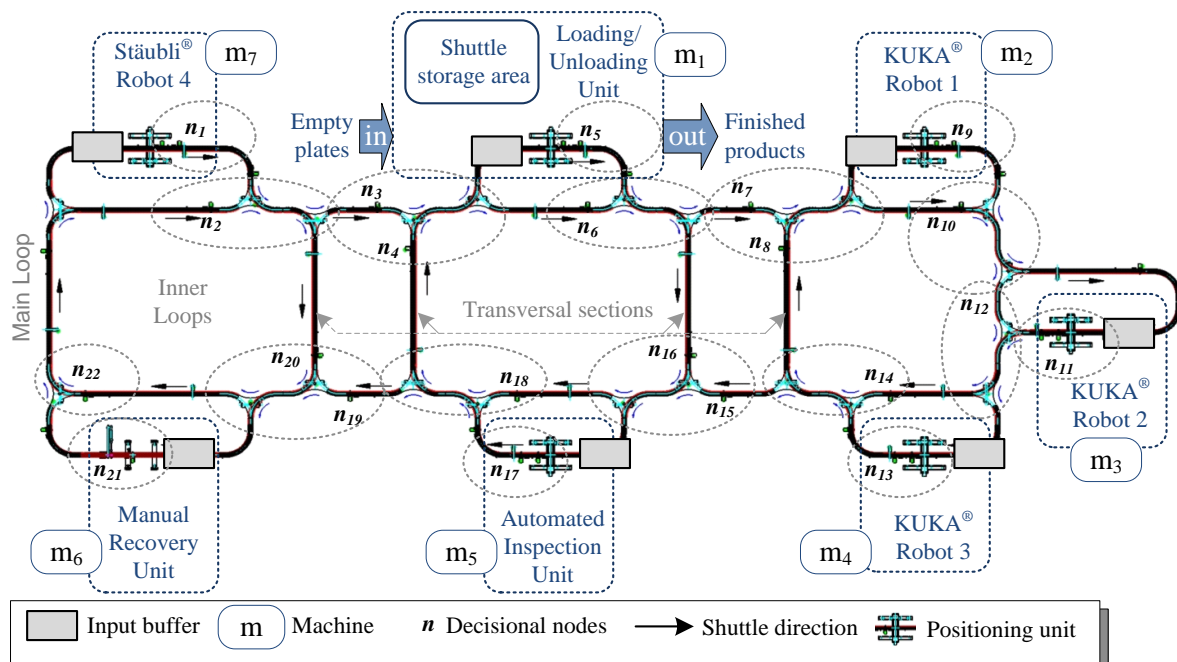 Stäubli®
Robot 4
m7
Shuttle
storage area
Loading/
Unloading
Unit
m1
KUKA®
Robot 1
m2
n1
Empty
plates
in
n5
out
Finished
products
n9
n2
n3
n4
n6
n7
n8
n10
Main Loop
Inner
Loops
Transversal sections
n12
n11
n22
n20
n19
n18
n16
n15
n14
KUKA®
Robot 2
m3
n21
n17
n13
Manual
Recovery
Unit
m6
Automated
Inspection
Unit
m5
KUKA®
Robot 3
m4
Input buffer
m Machine
n Decisional nodes
Shuttle direction
Positioning unit